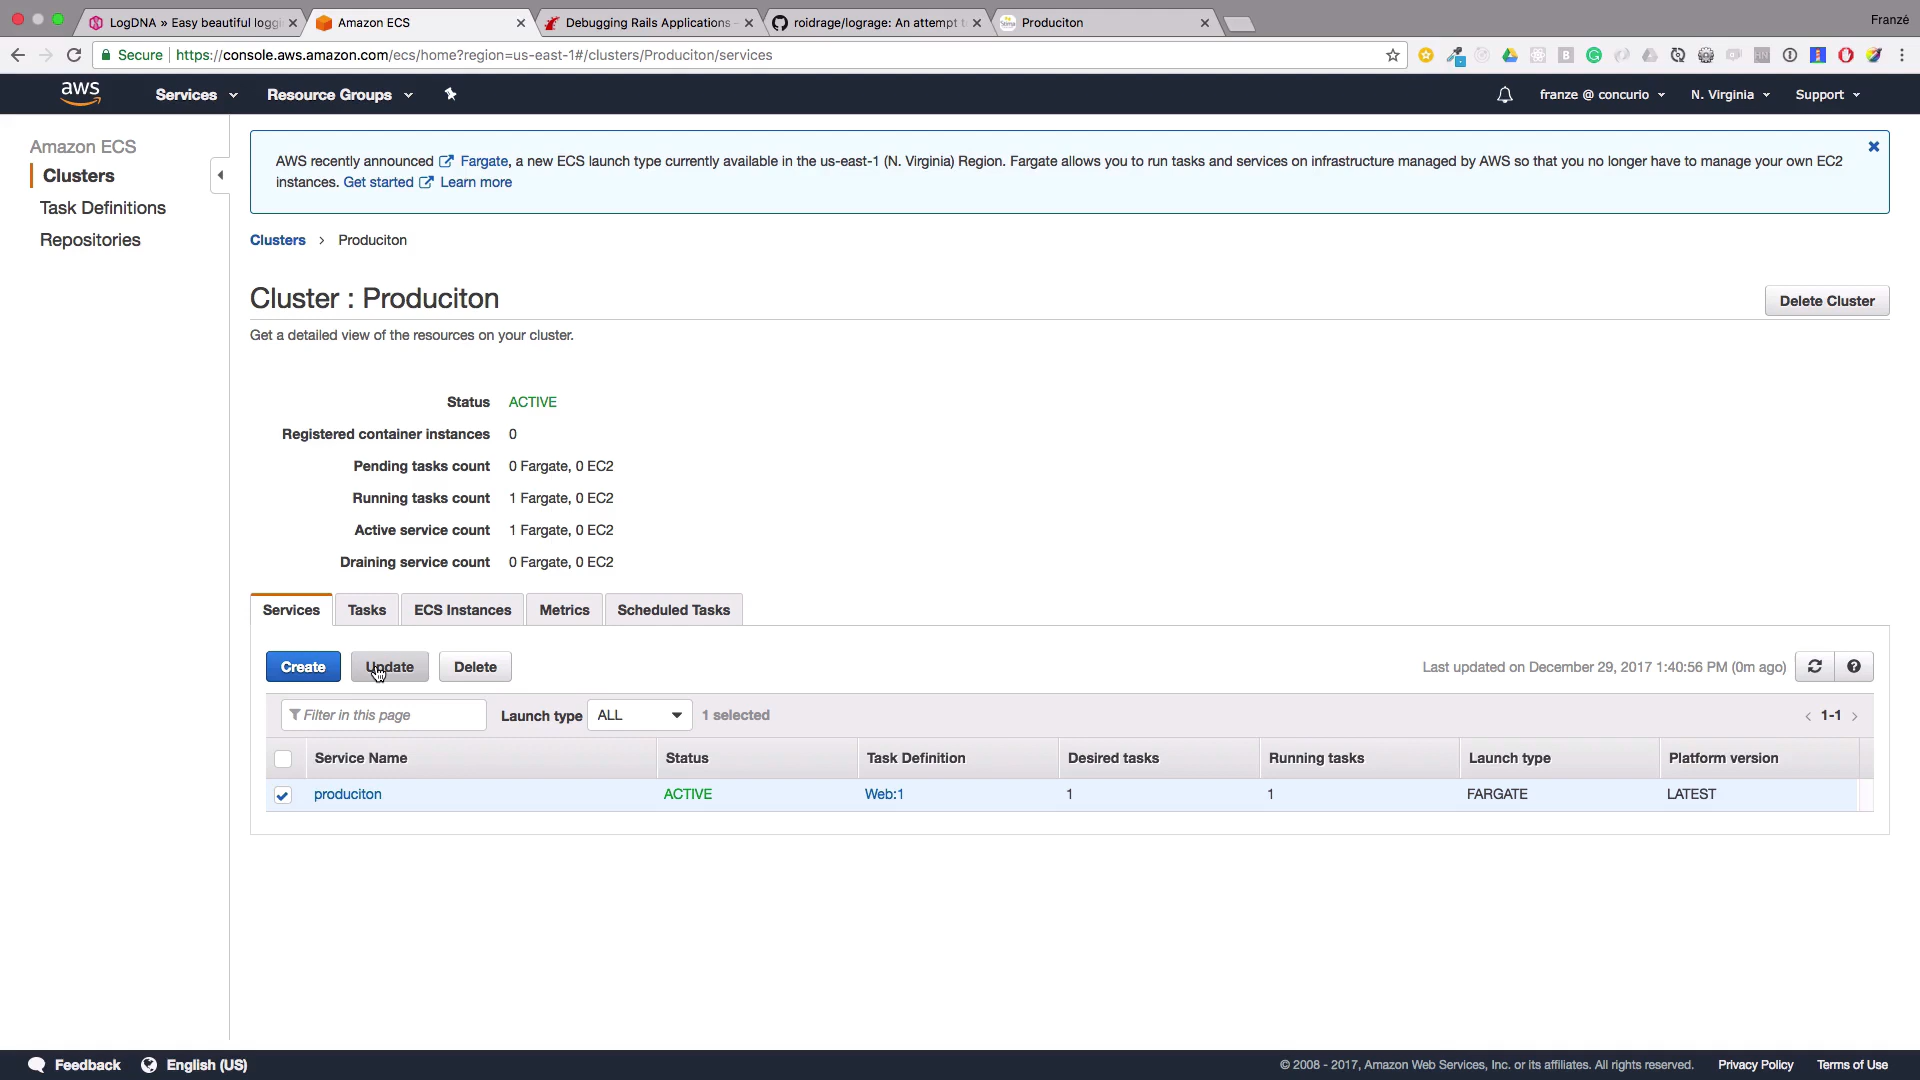 LogDNA » Easy beautiful loggi
Amazon ECS
Debugging Rails Applications
roidrage/lograge: An attempt t
Produciton
Franzé
Secure
https://console.aws.amazon.com/ecs/home?region=us-east-1#/clusters/Produciton/services
aws
Services
Resource Groups
franze @ concurio
N. Virginia
Support
Amazon ECS
Clusters
Task Definitions
Repositories
AWS recently announced Fargate, a new ECS launch type currently available in the us-east-1 (N. Virginia) Region. Fargate allows you to run tasks and services on infrastructure managed by AWS so that you no longer have to manage your own EC2
instances. Get started Learn more
Clusters > Produciton
Cluster : Produciton
Delete Cluster
Get a detailed view of the resources on your cluster.
Status ACTIVE
Registered container instances 0
Pending tasks count 0 Fargate, 0 EC2
Running tasks count 1 Fargate, 0 EC2
Active service count 1 Fargate, 0 EC2
Draining service count 0 Fargate, 0 EC2
Services
Tasks
ECS Instances
Metrics
Scheduled Tasks
Create
Update
Delete
Last updated on December 29, 2017 1:40:56 PM (0m ago)
Filter in this page
Launch type ALL
1 selected
< 1-1 >
Service Name Status Task Definition Desired tasks Running tasks Launch type Platform version
produciton ACTIVE Web:1 1 1 FARGATE LATEST
Feedback
English (US)
© 2008 - 2017, Amazon Web Services, Inc. or its affiliates. All rights reserved.
Privacy Policy
Terms of Use